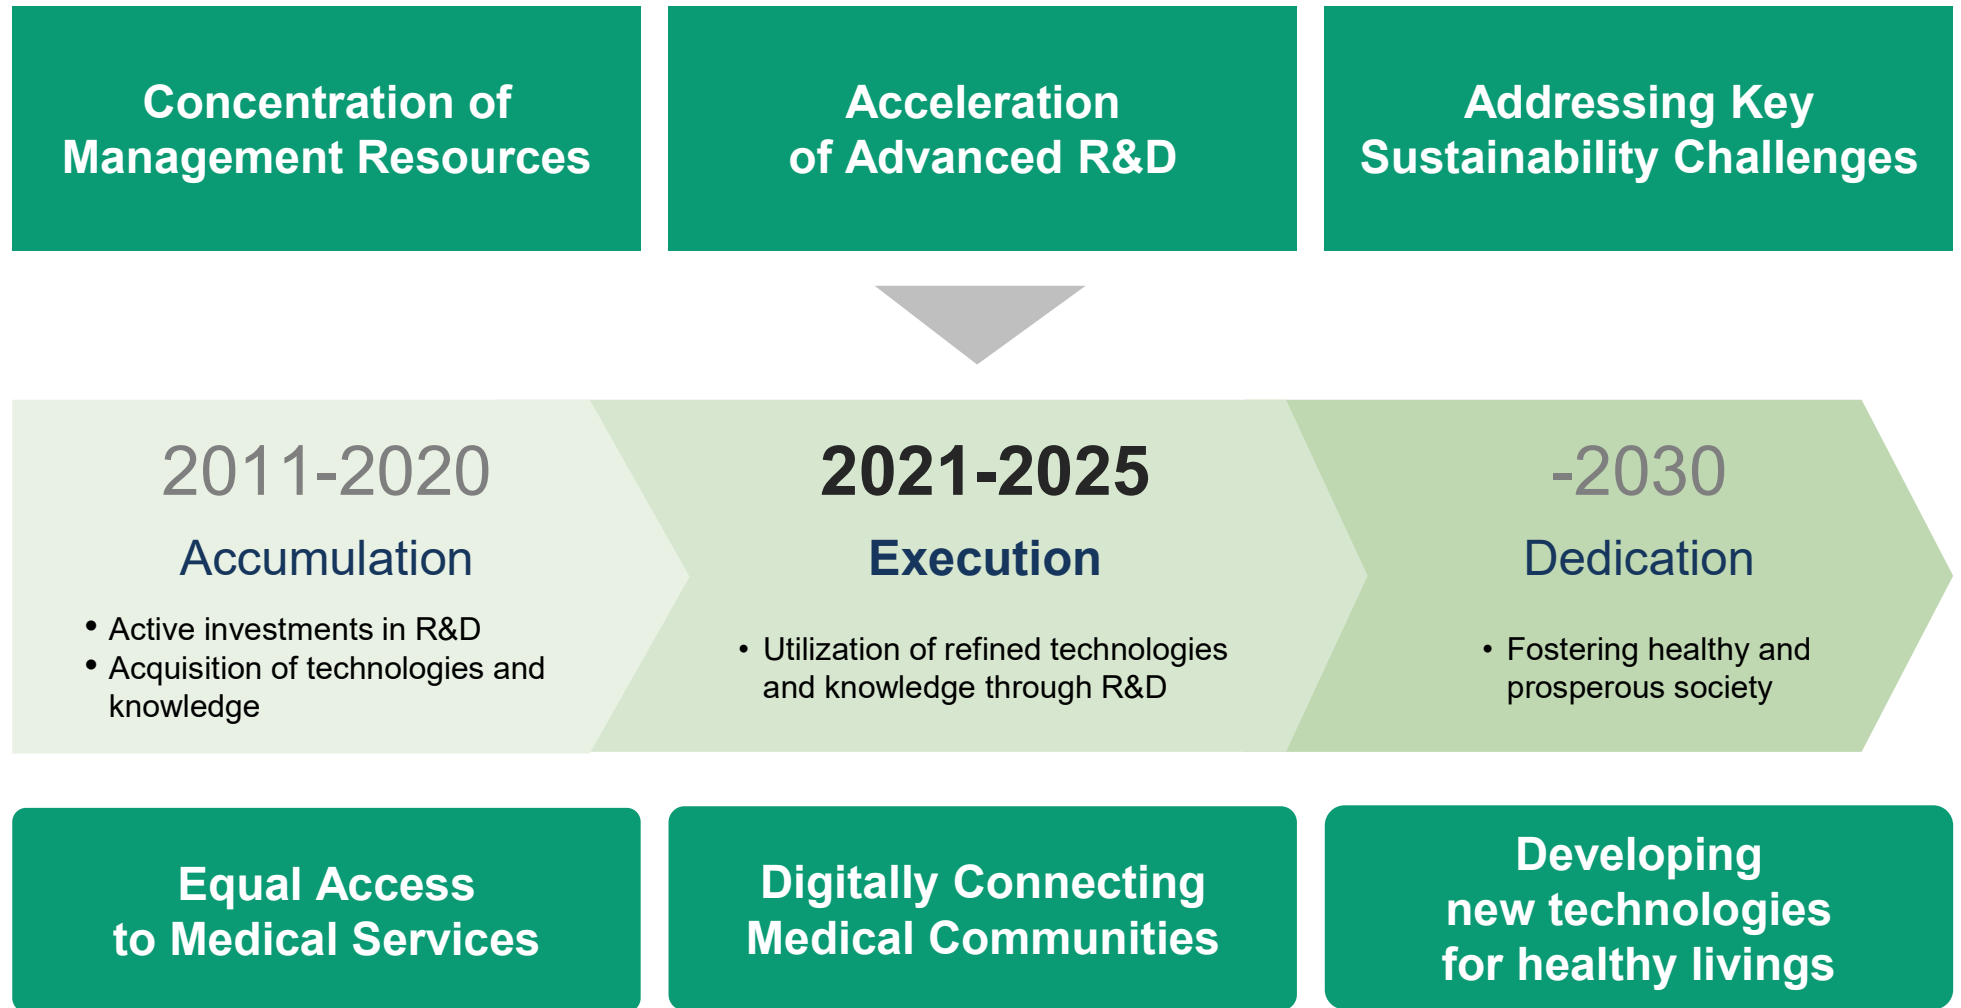 Concentration of
Management Resources
Acceleration
of Advanced R&D
Addressing Key
Sustainability Challenges
2011-2020
Accumulation
• Active investments in R&D
• Acquisition of technologies and
knowledge
2021-2025
Execution
• Utilization of refined technologies
and knowledge through R&D
-2030
Dedication
• Fostering healthy and
prosperous society
Equal Access
to Medical Services
Digitally Connecting
Medical Communities
Developing
new technologies
for healthy livings